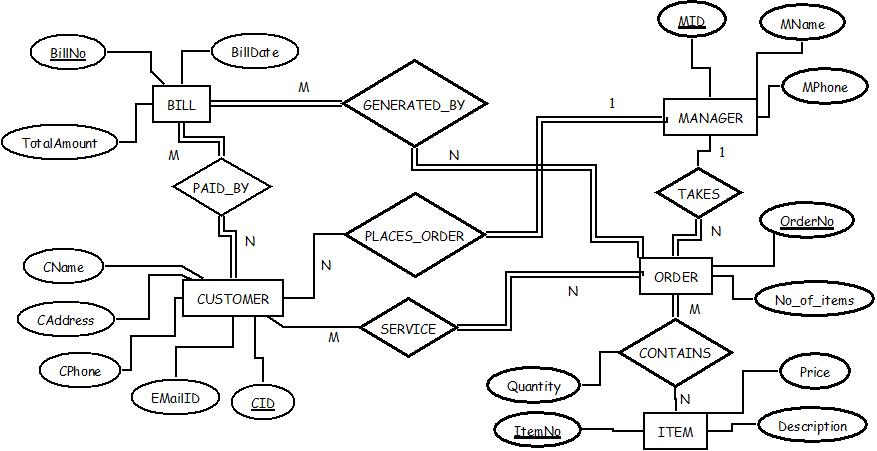 MID
MName
BillNo
BillDate
M
MPhone
BILL
GENERATED_BY
1
MANAGER
TotalAmount
M
N
1
PAID_BY
TAKES
OrderNo
N
PLACES_ORDER
N
CName
N
ORDER
CUSTOMER
N
No_of_items
CAddress
M
SERVICE
M
CONTAINS
CPhone
Price
Quantity
EMailID
CID
N
ItemNo
ITEM
Description